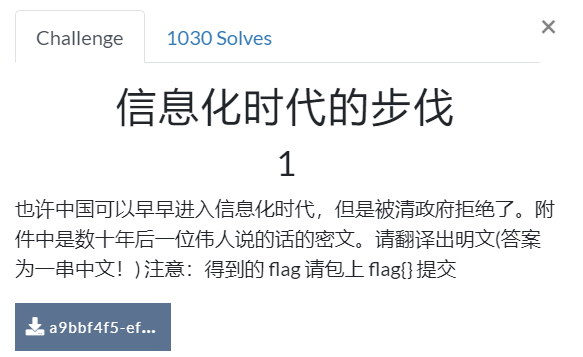 Challenge 1030 Solves ×
信息化时代的步伐
1
也许中国可以早早进入信息化时代，但是被清政府拒绝了。附
件中是数十年后一位伟人说的话的密文。请翻译出明文(答案
为一串中文！) 注意：得到的 flag 请包上 flag{} 提交
a9bbf4f5-ef...